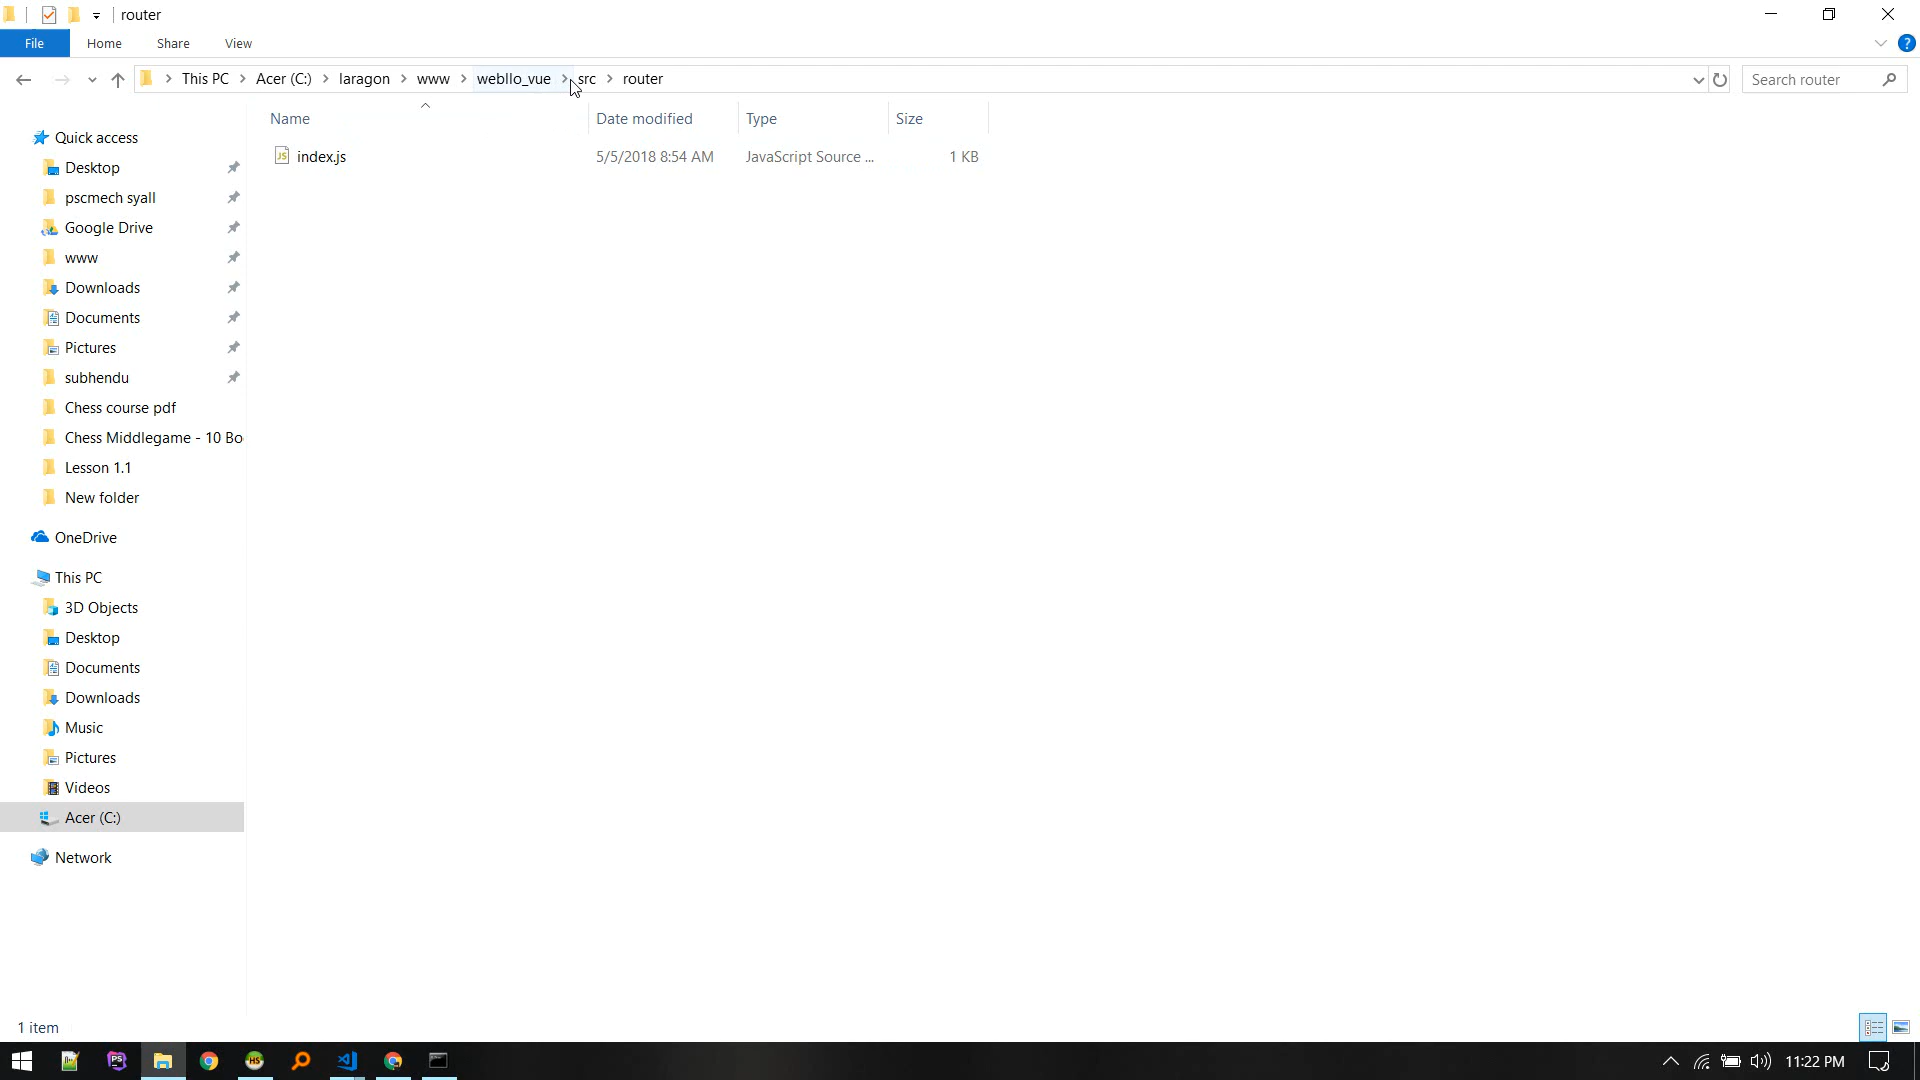 router
File Home Share View
This PC Acer (C:) laragon www webllo_vue src router
Search router
Name Date modified Type Size
index.js 5/5/2018 8:54 AM JavaScript Source ... 1 KB
Quick access
Desktop
pscmech syall
Google Drive
www
Downloads
Documents
Pictures
subhendu
Chess course pdf
Chess Middlegame - 10 Bo
Lesson 1.1
New folder
OneDrive
This PC
3D Objects
Desktop
Documents
Downloads
Music
Pictures
Videos
Acer (C:)
Network
1 item
11:22 PM